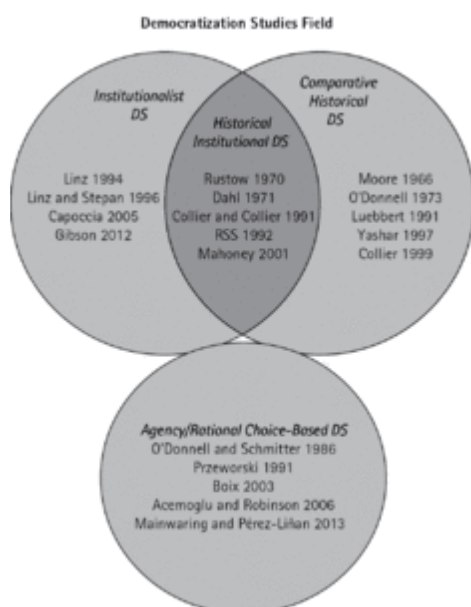 Democratization Studies Field
Institutionalist
DS
Linz 1994
Linz and Stepan 1996
Capoccia 2005
Gibson 2012
Historical
Institutional DS
Rustow 1970
Dahl 1971
Collier and Collier 1991
RSS 1992
Mahoney 2001
Comparative
Historical
DS
Moore 1966
O'Donnell 1973
Luebbert 1991
Yashar 1997
Collier 1999
Agency/Rational Choice-Based DS
O'Donnell and Schmitter 1986
Przeworski 1991
Boix 2003
Acemoglu and Robinson 2006
Mainwaring and Pérez-Liñan 2013